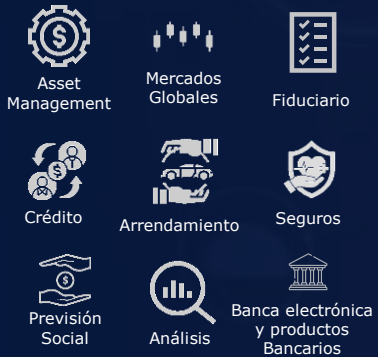 Asset
Management
Mercados
Globales
Fiduciario
Crédito
Arrendamiento
Seguros
Previsión
Social
Análisis
Banca electrónica
y productos
Bancarios